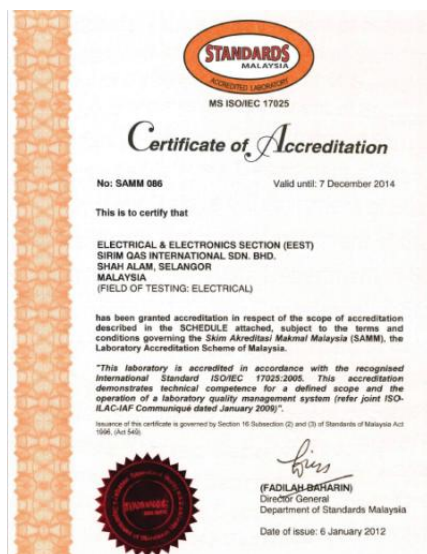 STANDARDS
MALAYSIA
ACCREDITED LABORATORY
MS ISO/IEC 17025
Certificate of Accreditation
No: SAMM 086
Valid until: 7 December 2014
This is to certify that
ELECTRICAL & ELECTRONICS SECTION (EEST)
SIRIM QAS INTERNATIONAL SDN. BHD.
SHAH ALAM, SELANGOR
MALAYSIA
(FIELD OF TESTING: ELECTRICAL)
has been granted accreditation in respect of the scope of accreditation
described in the SCHEDULE attached, subject to the terms and
conditions governing the Skim Akreditasi Makmal Malaysia (SAMM), the
Laboratory Accreditation Scheme of Malaysia.
"This laboratory is accredited in accordance with the recognised
International Standard ISO/IEC 17025:2005. This accreditation
demonstrates technical competence for a defined scope and the
operation of a laboratory quality management system (refer joint ISO-
ILAC-IAF Communiqué dated January 2009)".
Issuance of this certificate is governed by Section 16 Subsection (2) and (3) of Standards of Malaysia Act
1996, (Act 549).
(FADILAH BAHARIN)
Director General
Department of Standards Malaysia
Date of issue: 6 January 2012